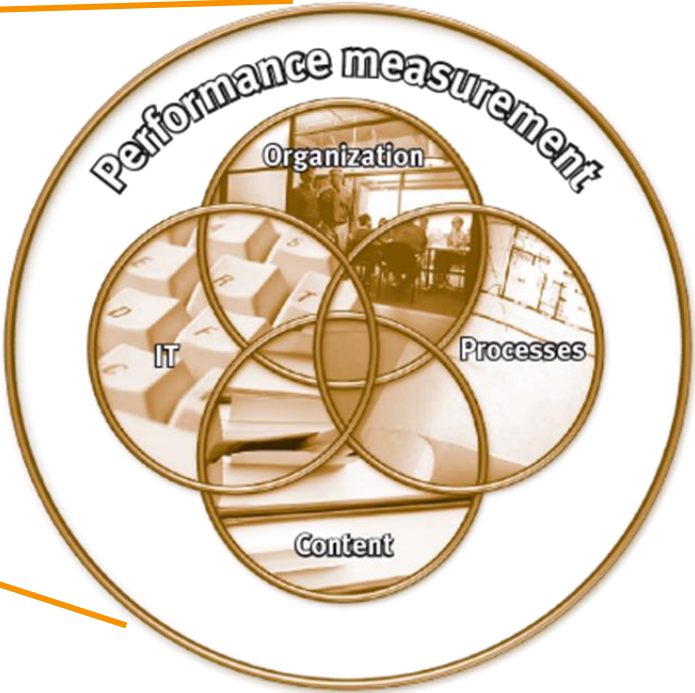 Performance measurement
Organization
IT
Processes
Content